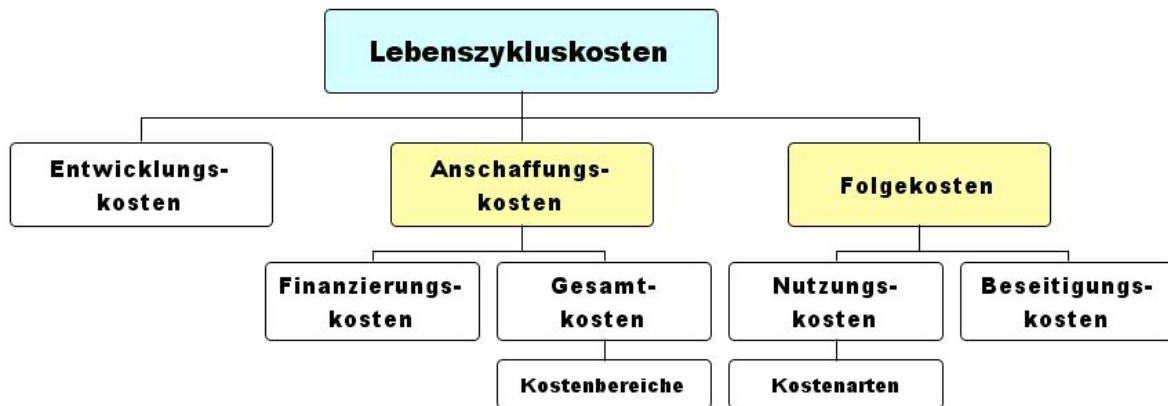 Lebenszykluskosten
Entwicklungs-
kosten
Anschaffungs-
kosten
Folgekosten
Finanzierungs-
kosten
Gesamt-
kosten
Nutzungs-
kosten
Beseitigungs-
kosten
Kostenbereiche
Kostenarten